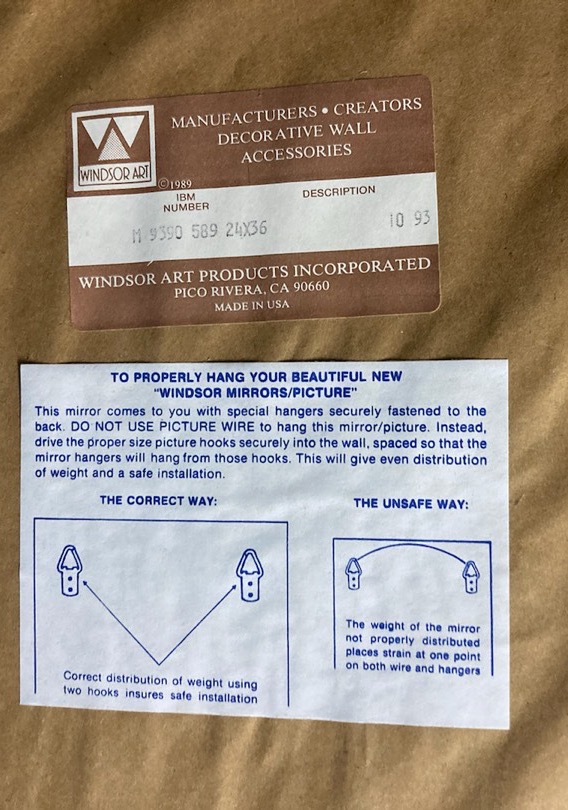 WINDSOR ART
MANUFACTURERS • CREATORS
DECORATIVE WALL
ACCESSORIES
©1989
IBM
NUMBER
DESCRIPTION
M 9390 589 24X36
10 93
WINDSOR ART PRODUCTS INCORPORATED
PICO RIVERA, CA 90660
MADE IN USA
TO PROPERLY HANG YOUR BEAUTIFUL NEW
"WINDSOR MIRRORS/PICTURE"
This mirror comes to you with special hangers securely fastened to the
back. DO NOT USE PICTURE WIRE to hang this mirror/picture. Instead,
drive the proper size picture hooks securely into the wall, spaced so that the
mirror hangers will hang from those hooks. This will give even distribution
of weight and a safe installation.
THE CORRECT WAY:
Correct distribution of weight using
two hooks insures safe installation
THE UNSAFE WAY:
The weight of the mirror
not properly distributed
places strain at one point
on both wire and hangers